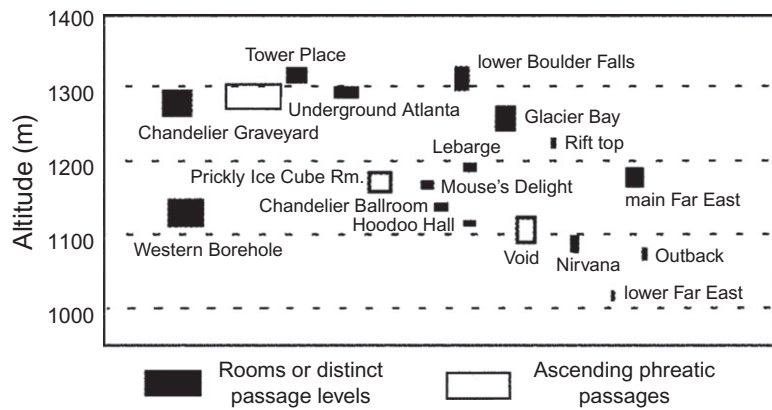 1400
Tower Place
lower Boulder Falls
1300
Underground Atlanta
Chandelier Graveyard
Glacier Bay
Lebarge
Rift top
1200
Prickly Ice Cube Rm.
Mouse's Delight
main Far East
Chandelier Ballroom
Hoodoo Hall
1100
Western Borehole
Void
Nirvana
Outback
lower Far East
1000
Altitude (m)
Rooms or distinct
passage levels
Ascending phreatic
passages